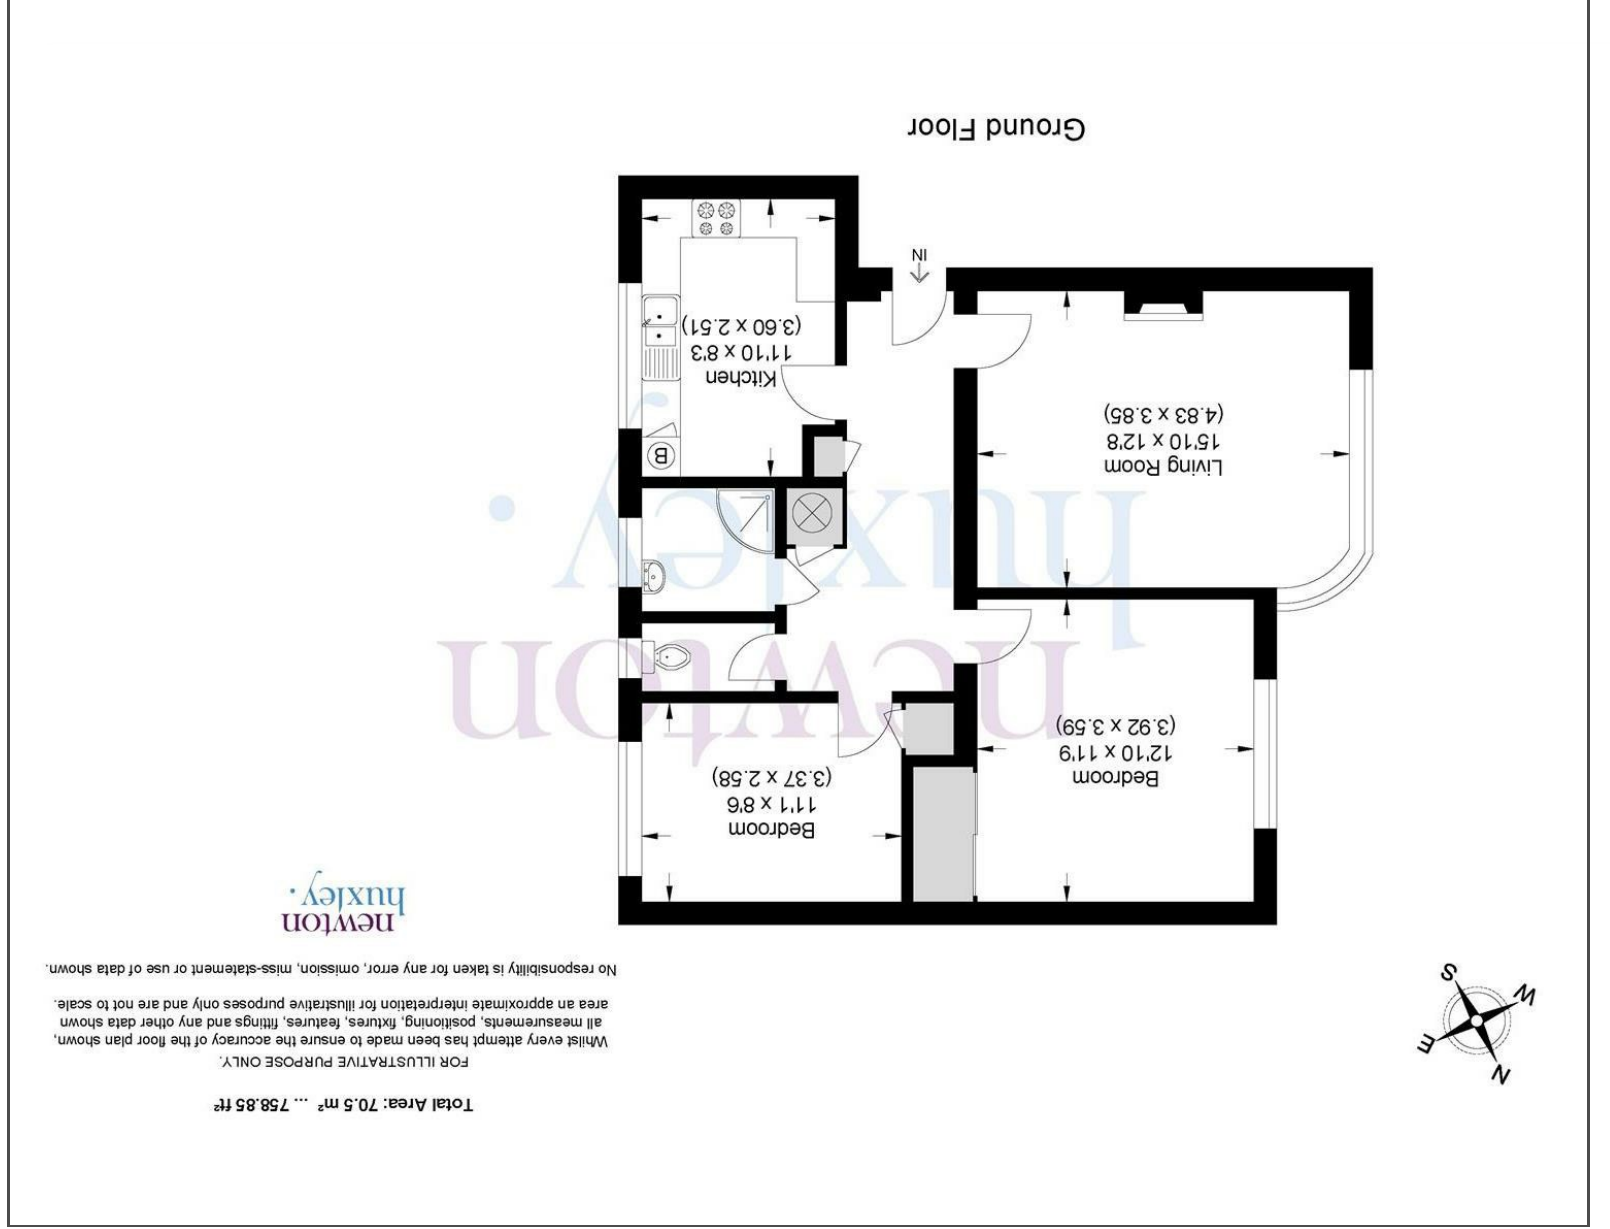 Total Area: 70.5 m² ... 758.85 ft²
FOR ILLUSTRATIVE PURPOSE ONLY.
Whilst every attempt has been made to ensure the accuracy of the floor plan shown,
all measurements, positioning, fixtures, features, fittings and any other data shown
area an approximate interpretation for illustrative purposes only and are not to scale.
No responsibility is taken for any error, omission, miss-statement or use of data shown.
newton
huxley.
N
E
W
S
Bedroom
12'10 x 11'9
(3.92 x 3.59)
Bedroom
11'1 x 8'6
(3.37 x 2.58)
newton
huxley.
Living Room
15'10 x 12'8
(4.83 x 3.85)
B
Kitchen
11'10 x 8'3
(3.60 x 2.51)
IN
Ground Floor